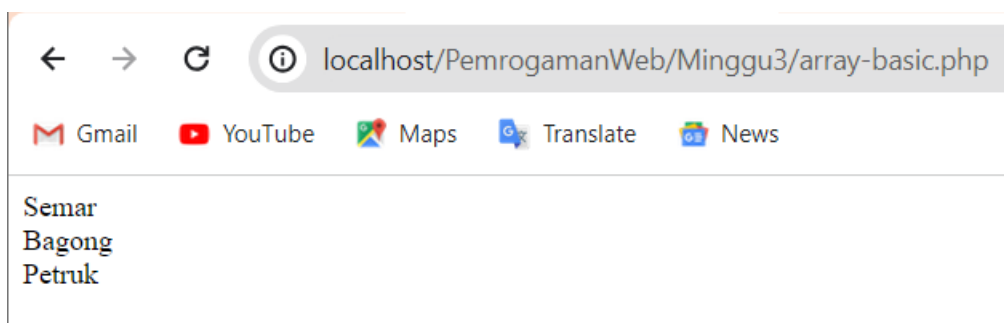 localhost/PemrogamanWeb/Minggu3/array-basic.php
Gmail YouTube Maps Translate News
Semar
Bagong
Petruk